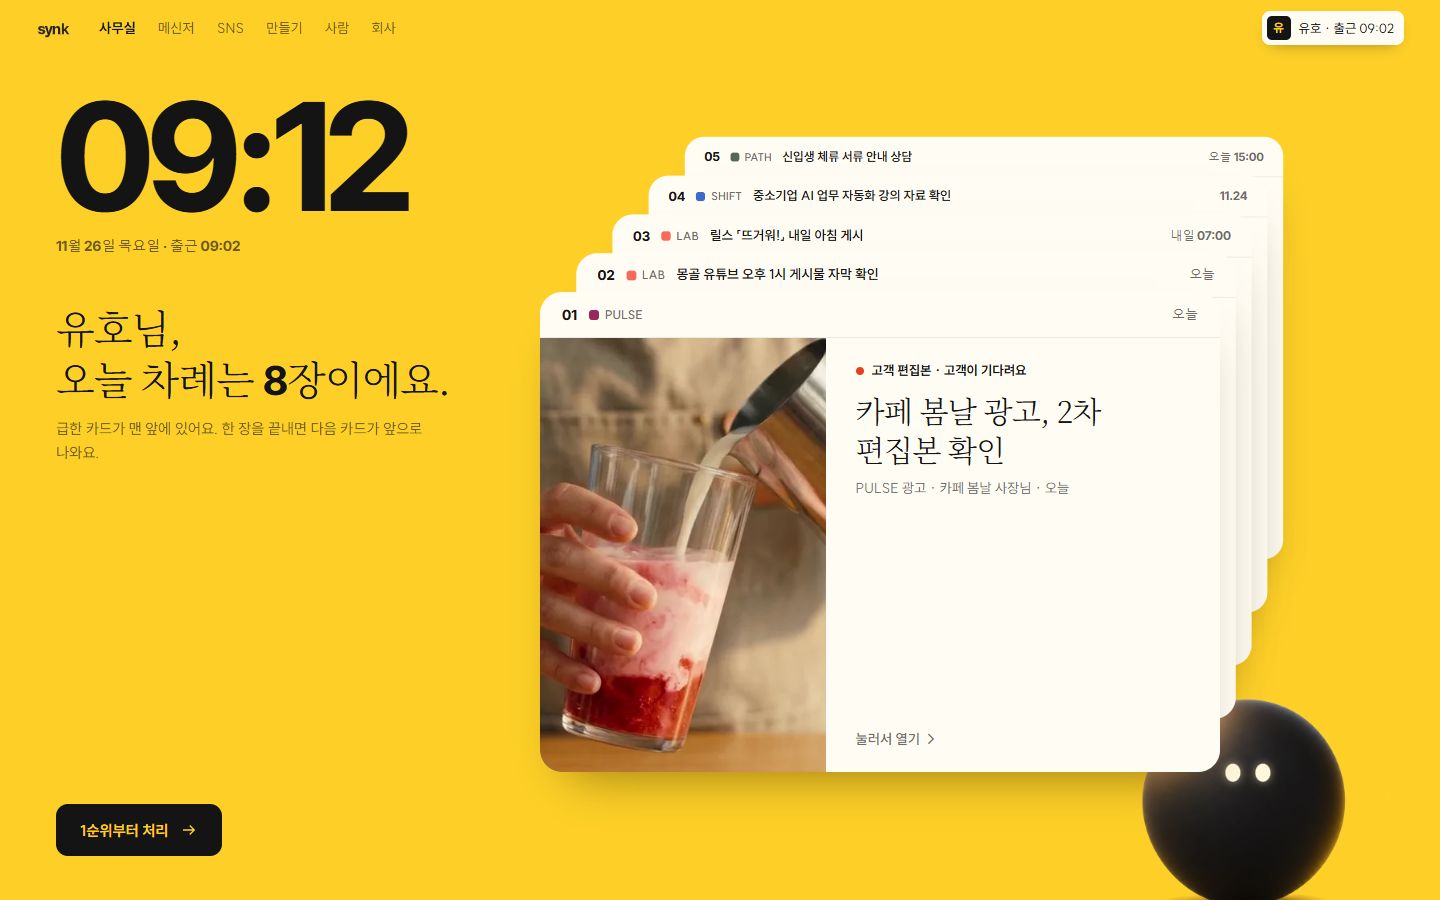 synk 사무실 메신저 SNS 만들기 사람 회사
유 유호 · 출근 09:02
09:12
11월 26일 목요일 · 출근 09:02
유호님,
오늘 차례는 8장이에요.
급한 카드가 맨 앞에 있어요. 한 장을 끝내면 다음 카드가 앞으로
나와요.
1순위부터 처리 →
05 PATH 신입생 체류 서류 안내 상담 오늘 15:00
04 SHIFT 중소기업 AI 업무 자동화 강의 자료 확인 11.24
03 LAB 릴스 「뜨거워!」 내일 아침 게시 내일 07:00
02 LAB 몽골 유튜브 오후 1시 게시물 자막 확인 오늘
01 PULSE 오늘
고객 편집본 · 고객이 기다려요
카페 봄날 광고, 2차
편집본 확인
PULSE 광고 · 카페 봄날 사장님 · 오늘
눌러서 열기 >